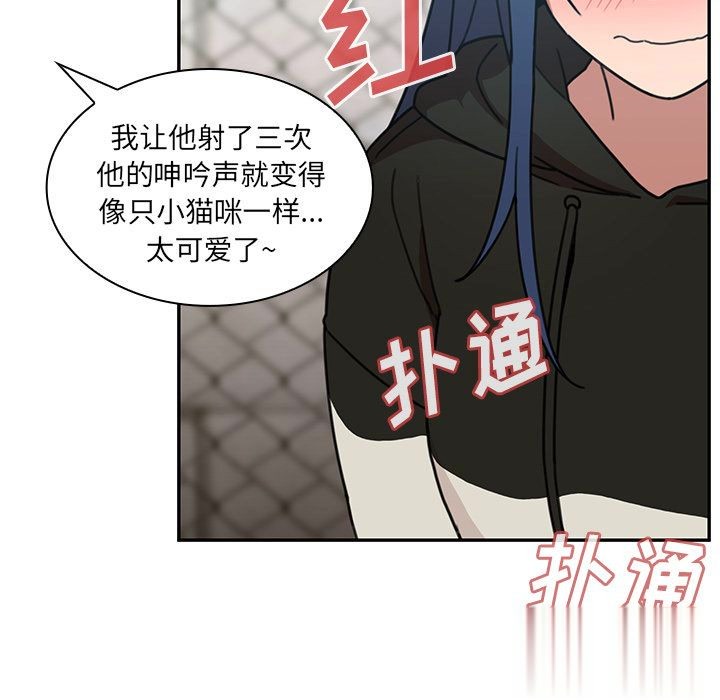 红
我让他射了三次
他的呻吟声就变得
像只小猫咪一样...
太可爱了~
扑通
扑通